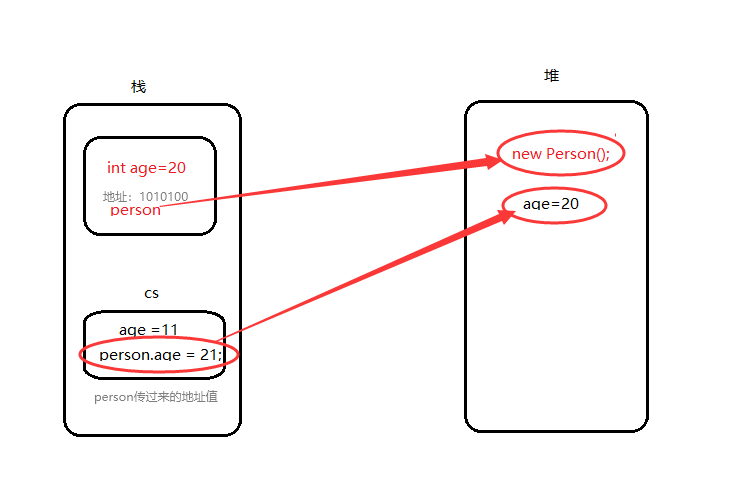 栈
堆
int age=20
地址：1010100
person
new Person();
age=20
cs
age =11
person.age = 21;
person传过来的地址值